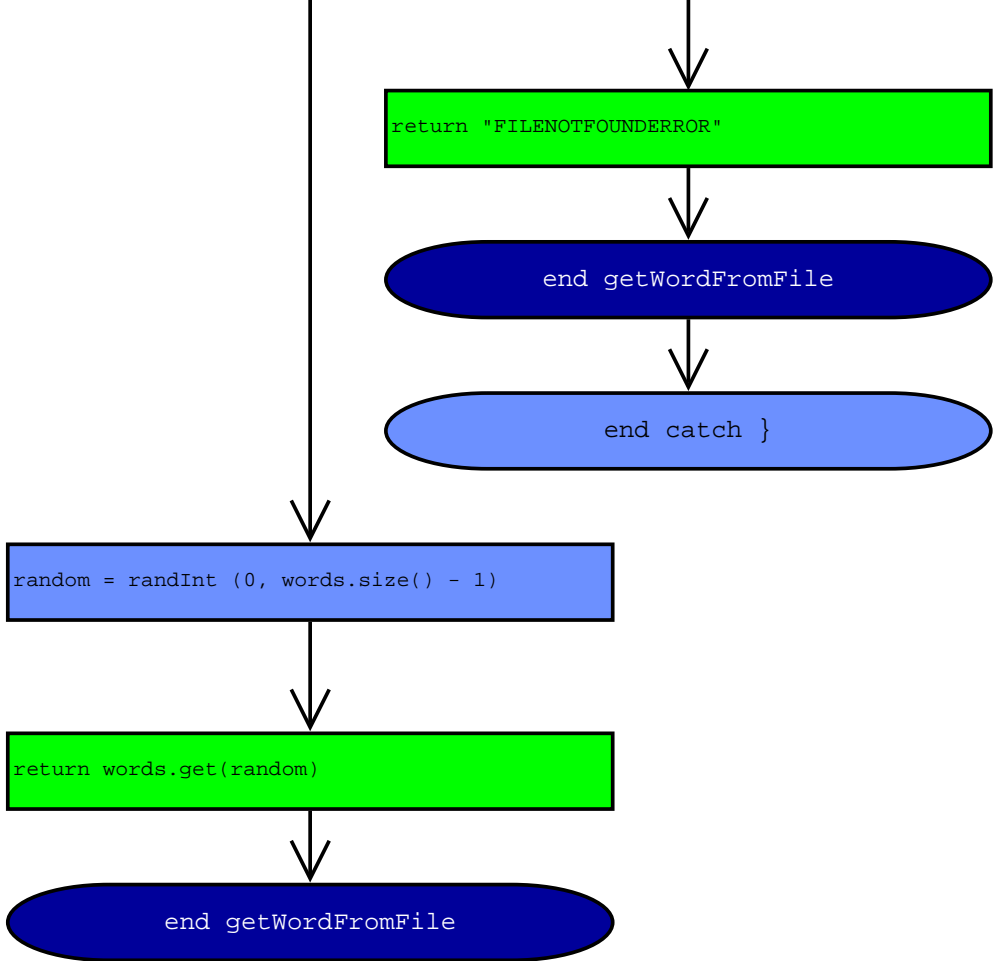 return "FILENOTFOUNDERROR"
end getWordFromFile
end catch }
random = randInt (0, words.size() - 1)
return words.get(random)
end getWordFromFile